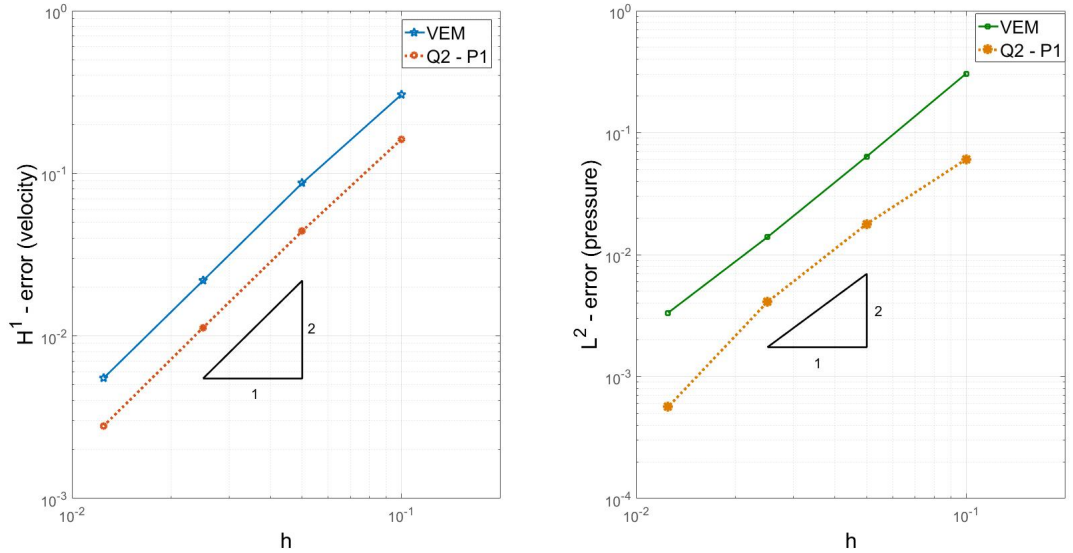 10^0
10^-1
10^-2
10^-3
10^-2
10^-1
h
H^1 - error (velocity)
VEM
Q2 - P1
2
1
10^0
10^-1
10^-2
10^-3
10^-4
10^-2
10^-1
h
L^2 - error (pressure)
VEM
Q2 - P1
2
1